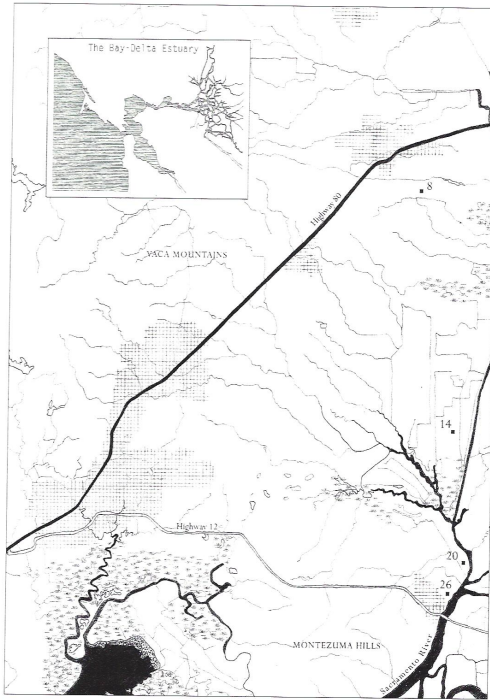 The Bay-Delta Estuary
8
Highway 80
VACA MOUNTAINS
14
Highway 12
20
26
MONTEZUMA HILLS
Sacramento River